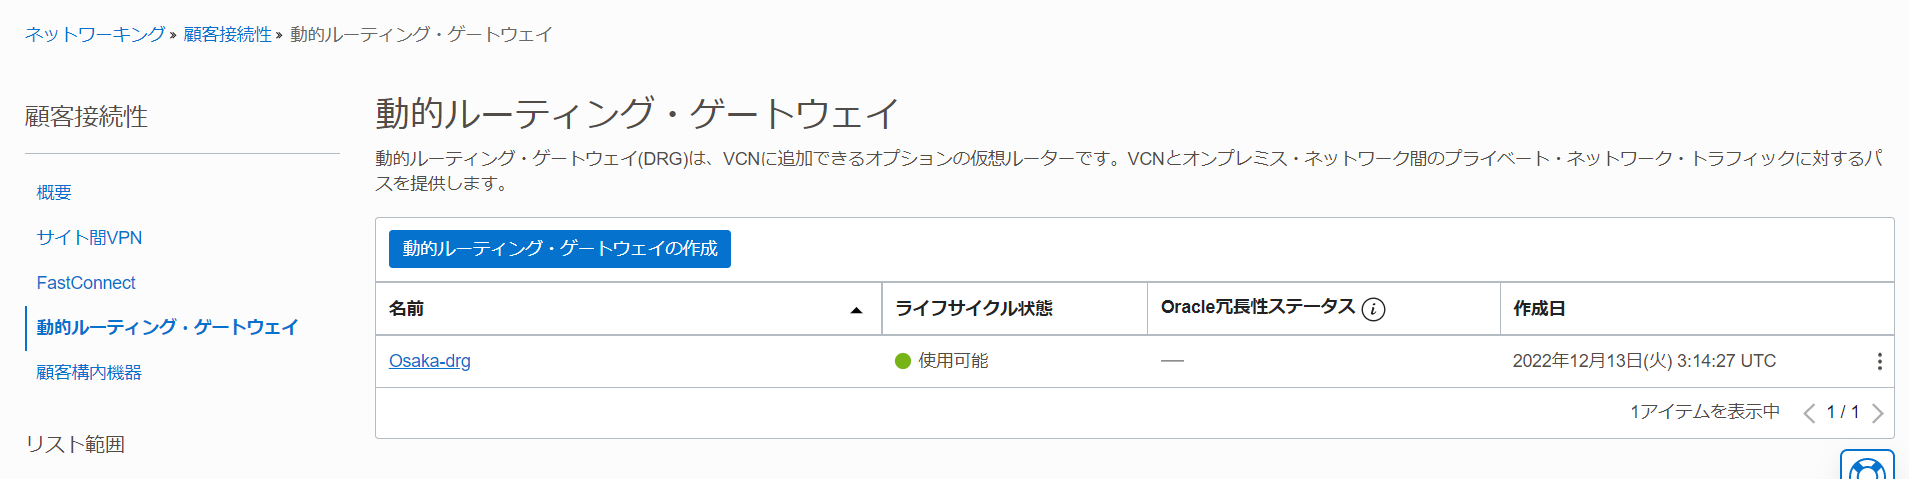 ネットワーキング » 顧客接続性 » 動的ルーティング・ゲートウェイ
顧客接続性
概要
サイト間VPN
FastConnect
動的ルーティング・ゲートウェイ
顧客構内機器
リスト範囲
動的ルーティング・ゲートウェイ
動的ルーティング・ゲートウェイ(DRG)は、VCNに追加できるオプションの仮想ルーターです。VCNとオンプレミス・ネットワーク間のプライベート・ネットワーク・トラフィックに対するパ
スを提供します。
動的ルーティング・ゲートウェイの作成
名前 ライフサイクル状態 Oracle冗長性ステータス 作成日
Osaka-drg 使用可能 — 2022年12月13日(火) 3:14:27 UTC
1アイテムを表示中 1 / 1